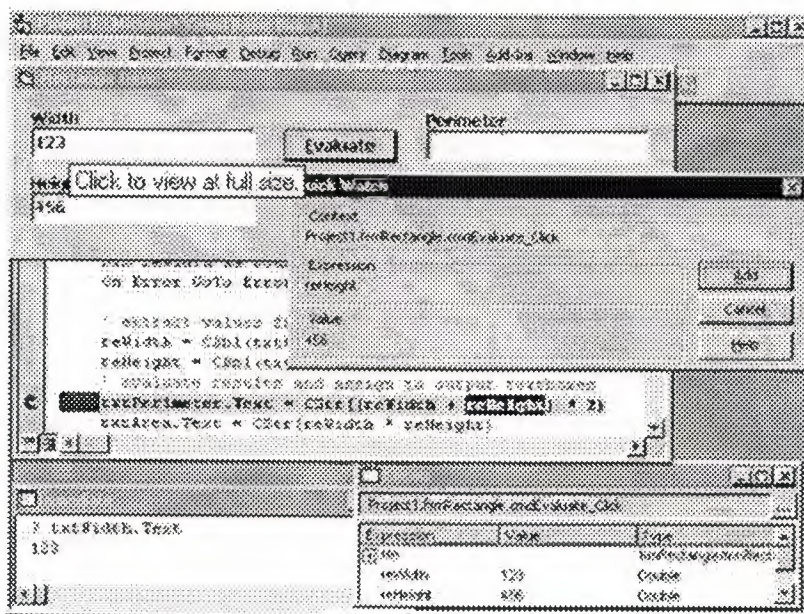 File Edit View Project Format Debug Run Query Diagram Tools Add-Ins Window Help
Width
Perimeter
123
Evaluate
Click to view at full size.
Quick Watch
456
Context
Project1.frmRectangle.cmdEvaluate_Click
Expression
reHeight
Add
Value
Cancel
456
Help
On Error GoTo
' extract values
reWidth = CDbl(
reHeight = CDbl(
' evaluate results and assign to output textboxes
txtPerimeter.Text = CStr((reWidth + reHeight) * 2)
txtArea.Text = CStr(reWidth * reHeight)
Project1.frmRectangle.cmdEvaluate_Click
? txtWidth.Text
123
Expression Value Type
Me
reWidth 123 Double
reHeight 456 Double